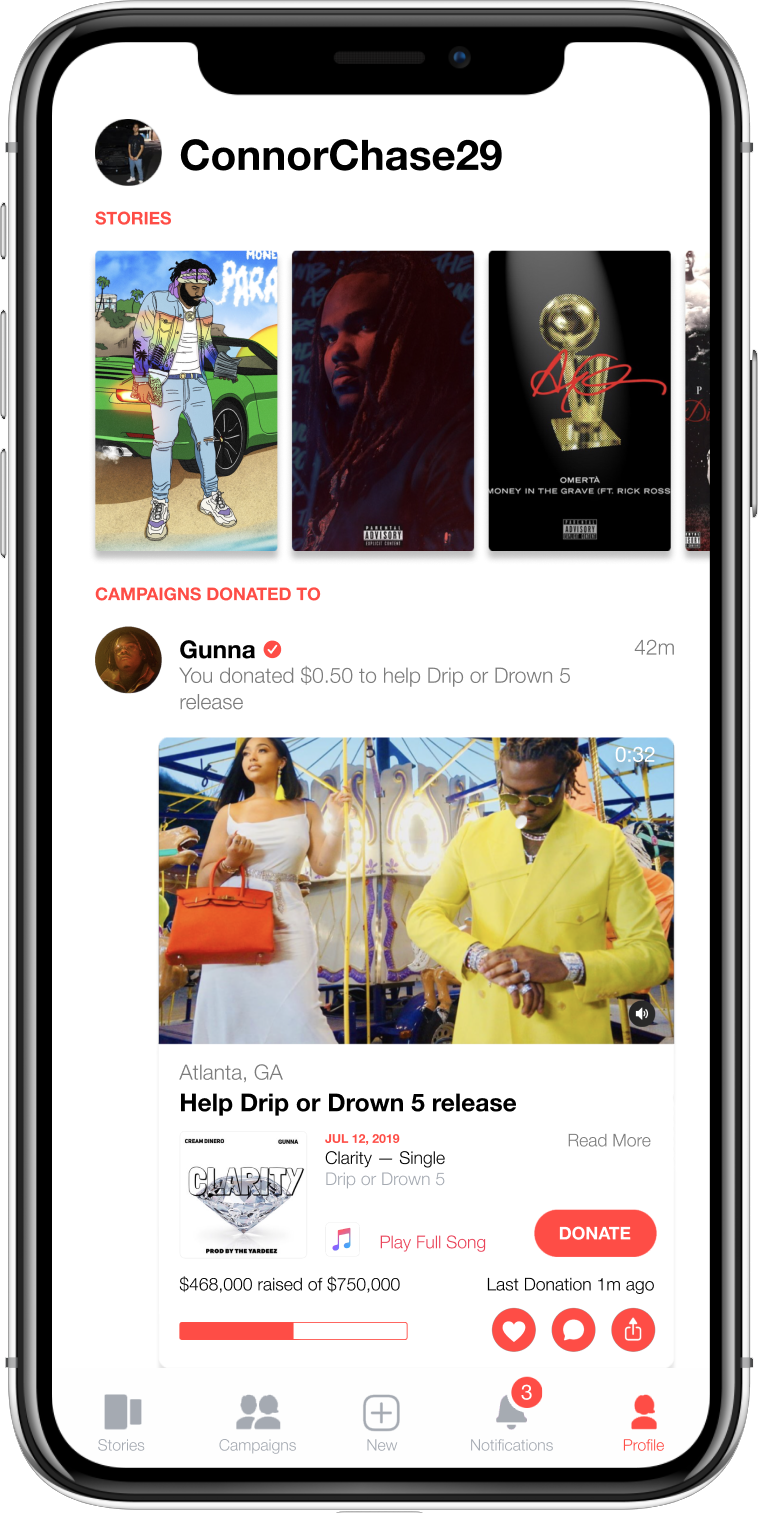 ConnorChase29
STORIES
MONE
PARA
PARENTAL
ADVISORY
EXPLICIT CONTENT
OMERTÀ
MONEY IN THE GRAVE (FT. RICK ROSS
PARENTAL
ADVISORY
EXPLICIT CONTENT
P
CAMPAIGNS DONATED TO
Gunna
42m
You donated $0.50 to help Drip or Drown 5
release
0:32
Atlanta, GA
Help Drip or Drown 5 release
CREAM DINERO GUNNA
CLARITY
PROD BY THE YARDEEZ
JUL 12, 2019
Read More
Clarity — Single
Drip or Drown 5
Play Full Song
DONATE
$468,000 raised of $750,000
Last Donation 1m ago
3
Stories
Campaigns
New
Notifications
Profile